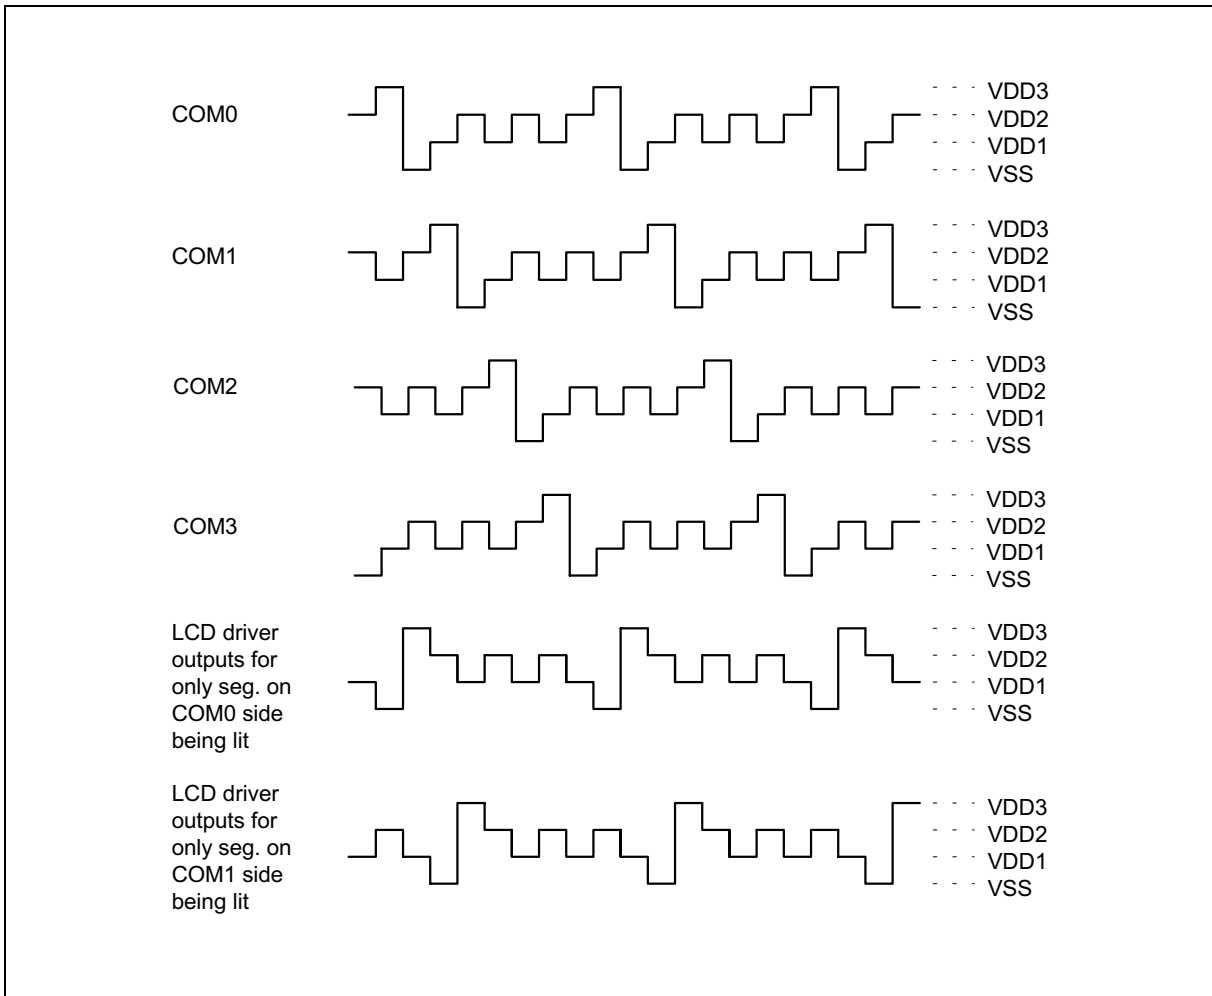 COM0
VDD3
VDD2
VDD1
VSS
COM1
VDD3
VDD2
VDD1
VSS
COM2
VDD3
VDD2
VDD1
VSS
COM3
VDD3
VDD2
VDD1
VSS
LCD driver
outputs for
only seg. on
COM0 side
being lit
VDD3
VDD2
VDD1
VSS
LCD driver
outputs for
only seg. on
COM1 side
being lit
VDD3
VDD2
VDD1
VSS